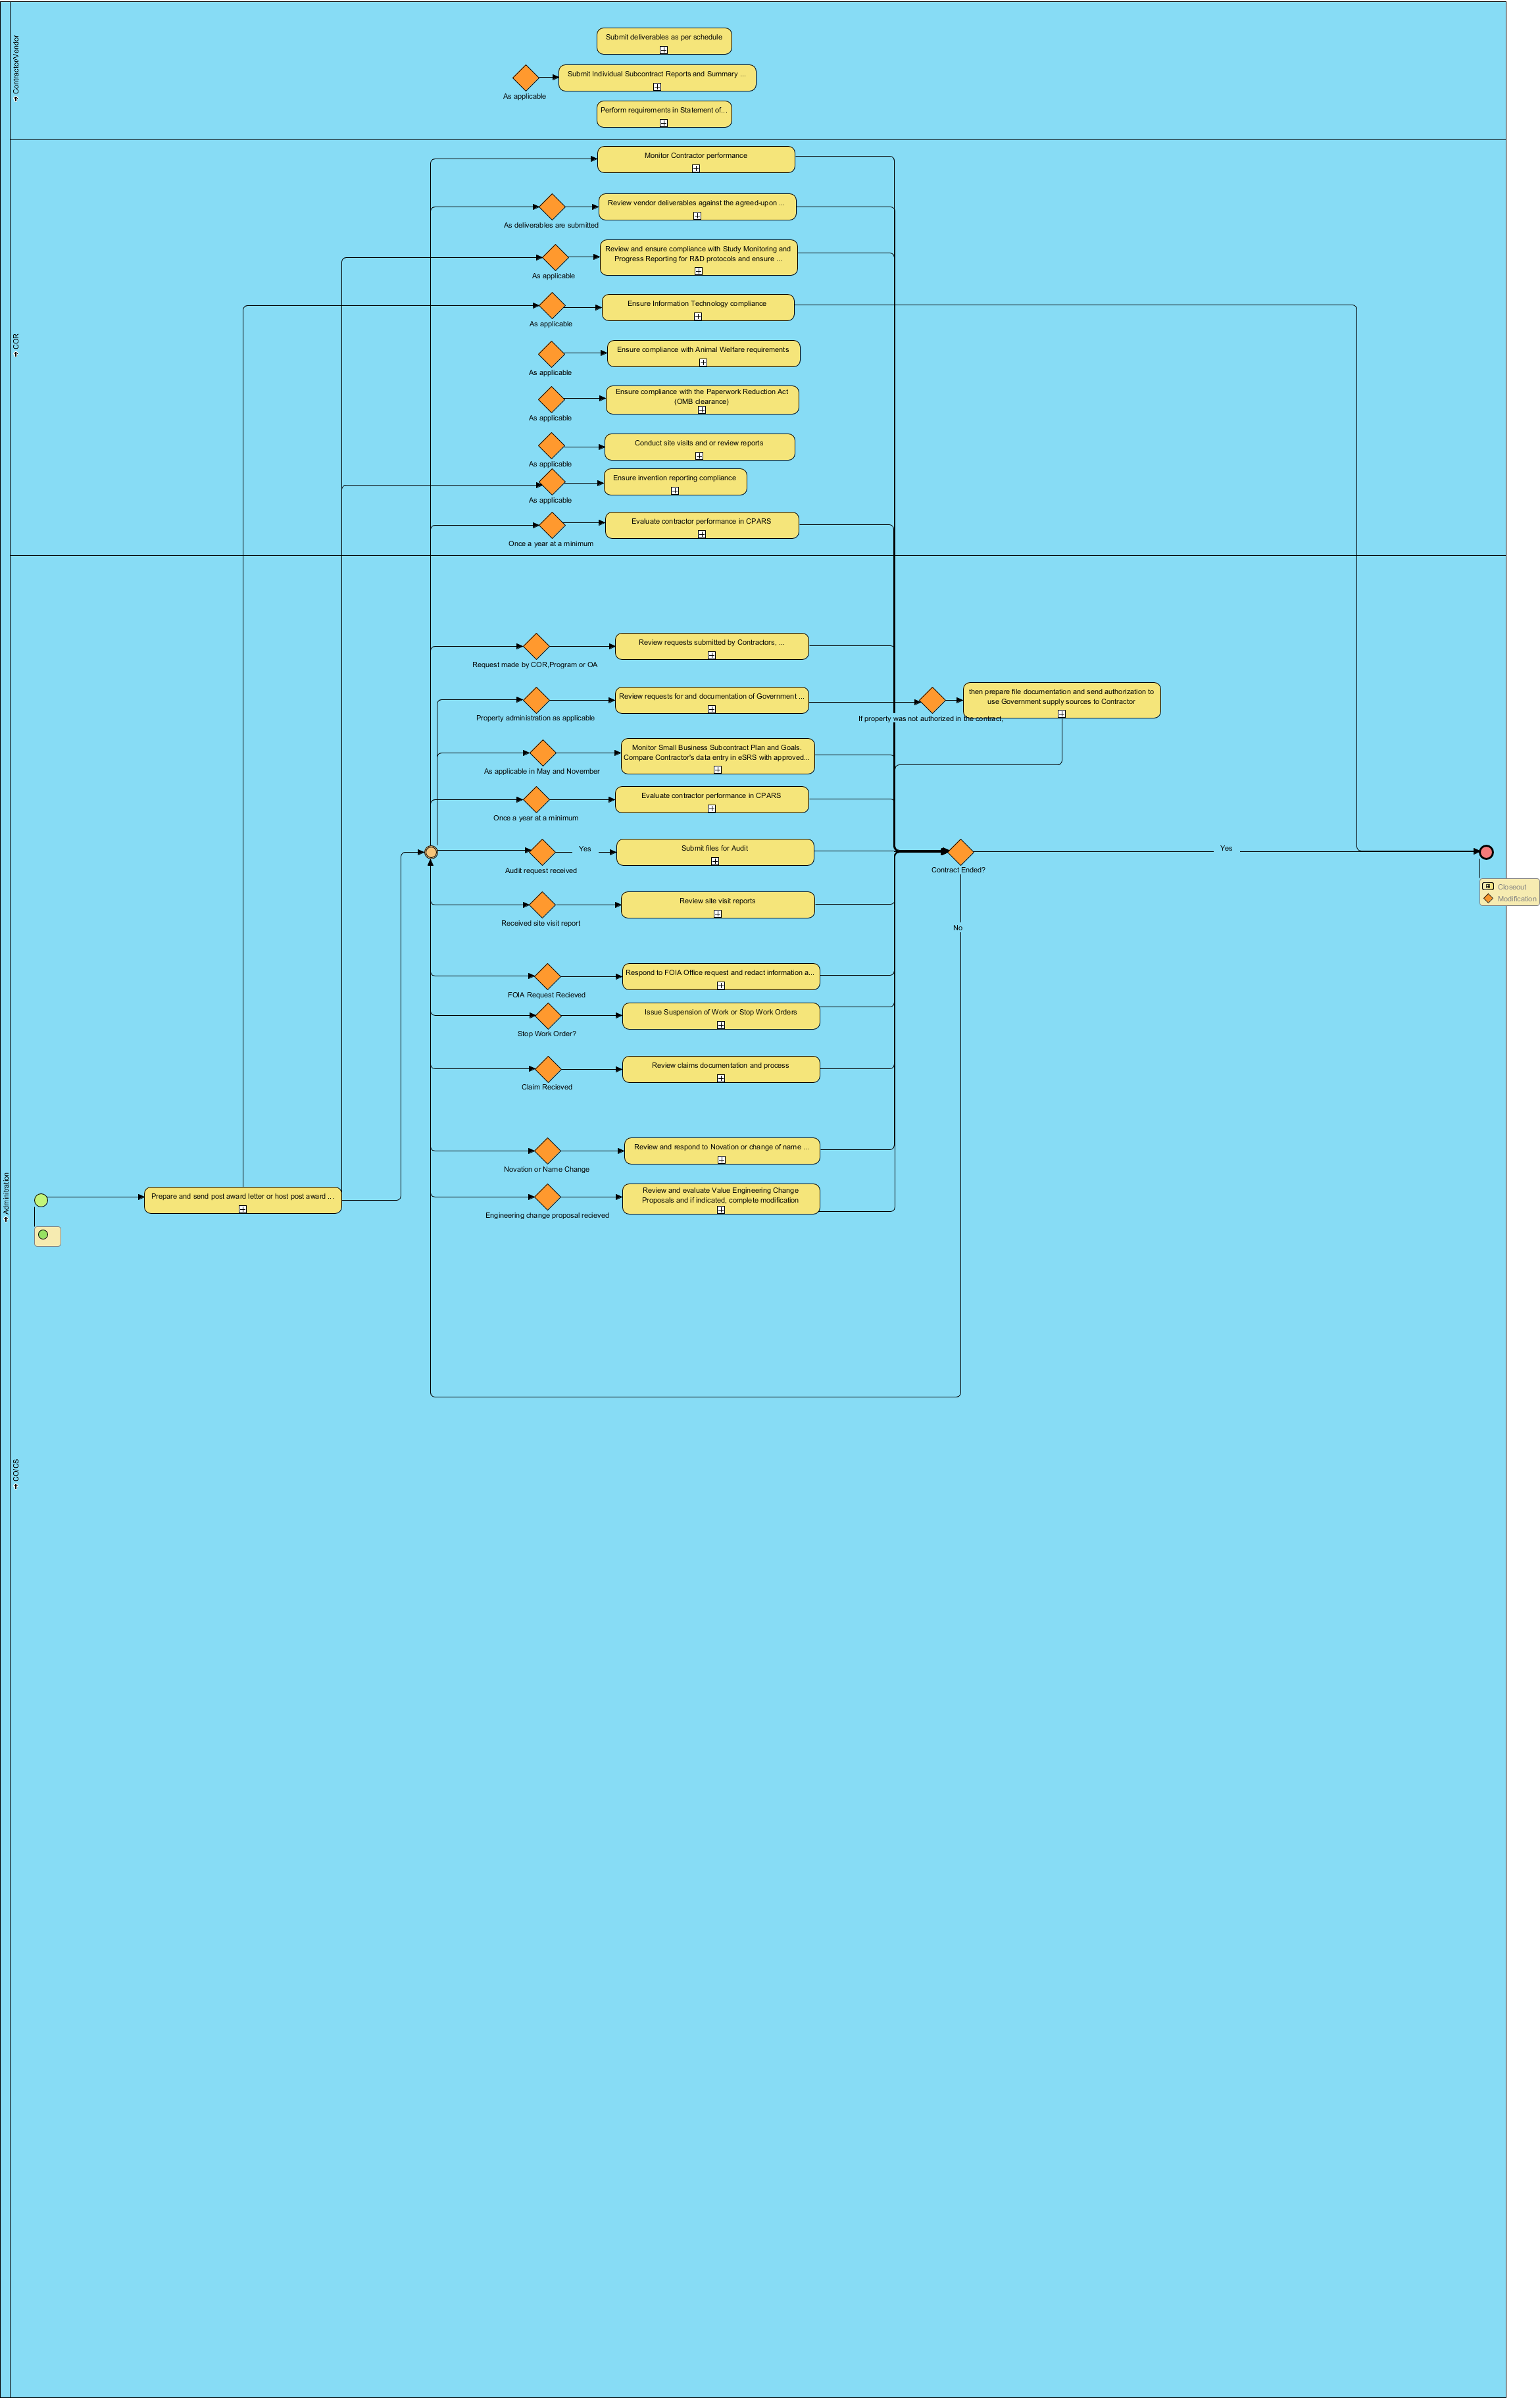 Contractor/Vendor
Submit deliverables as per schedule
Submit Individual Subcontract Reports and Summary ...
As applicable
Perform requirements in Statement of...
COR
Monitor Contractor performance
Review vendor deliverables against the agreed-upon ...
As deliverables are submitted
Review and ensure compliance with Study Monitoring and
Progress Reporting for R&D protocols and ensure ...
As applicable
Ensure Information Technology compliance
As applicable
Ensure compliance with Animal Welfare requirements
As applicable
Ensure compliance with the Paperwork Reduction Act
(OMB clearance)
As applicable
Conduct site visits and or review reports
As applicable
Ensure invention reporting compliance
As applicable
Evaluate contractor performance in CPARS
Once a year at a minimum
Review requests submitted by Contractors, ...
Request made by COR,Program or OA
Review requests for and documentation of Government ...
Property administration as applicable
then prepare file documentation and send authorization to
use Government supply sources to Contractor
If property was not authorized in the contract,
Monitor Small Business Subcontract Plan and Goals.
Compare Contractor's data entry in eSRS with approved...
As applicable in May and November
Evaluate contractor performance in CPARS
Once a year at a minimum
Yes
Submit files for Audit
Yes
Audit request received
Contract Ended?
Closeout
Modification
Review site visit reports
Received site visit report
No
Respond to FOIA Office request and redact information a...
FOIA Request Recieved
Issue Suspension of Work or Stop Work Orders
Stop Work Order?
Review claims documentation and process
Claim Recieved
Review and respond to Novation or change of name ...
Novation or Name Change
Adminitration
Prepare and send post award letter or host post award ...
Review and evaluate Value Engineering Change
Proposals and if indicated, complete modification
Engineering change proposal recieved
CO/CS